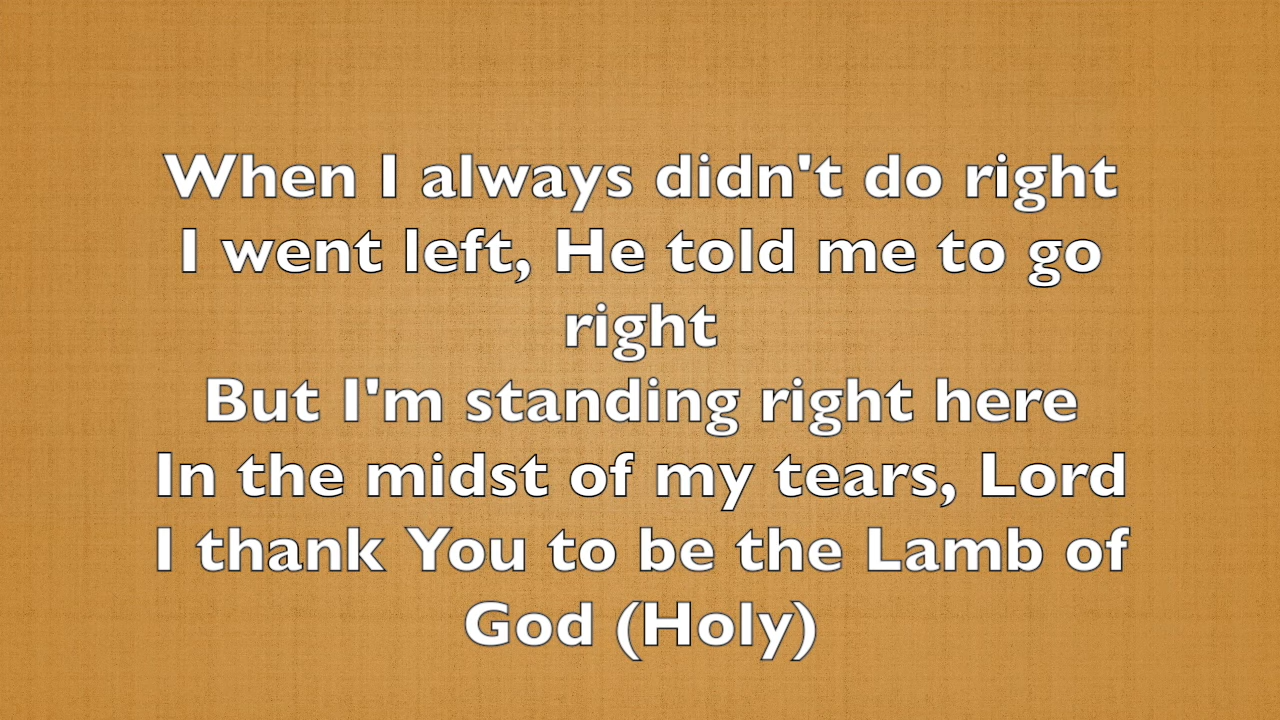 When I always didn't do right
I went left, He told me to go
right
But I'm standing right here
In the midst of my tears, Lord
I thank You to be the Lamb of
God (Holy)